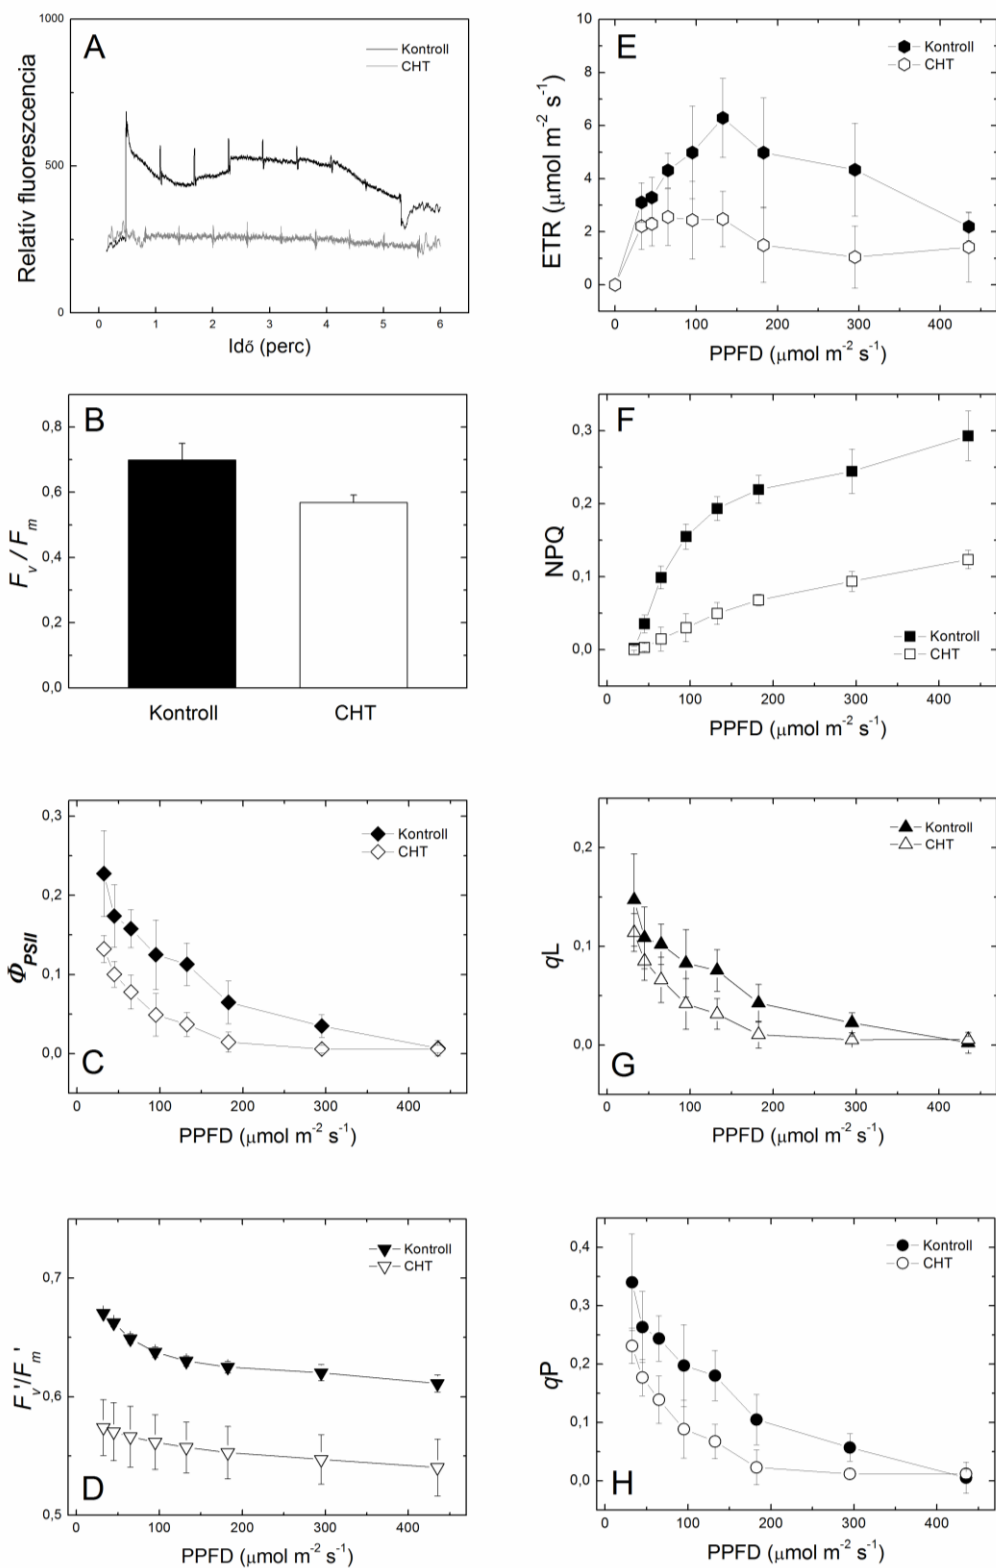 A
Kontroll
CHT
1000
750
500
250
0
Relatív fluoreszcencia
0
1
2
3
4
5
6
Idő (perc)
E
Kontroll
CHT
10
8
6
4
2
0
ETR (μmol m⁻² s⁻¹)
0
100
200
300
400
PPFD (μmol m⁻² s⁻¹)
B
0,8
0,6
0,4
0,2
0,0
Fᵥ / Fₘ
Kontroll
CHT
F
0,3
0,2
0,1
0,0
NPQ
Kontroll
CHT
0
100
200
300
400
PPFD (μmol m⁻² s⁻¹)
Kontroll
CHT
0,3
0,2
0,1
0,0
Φ_PSII
C
0
100
200
300
400
PPFD (μmol m⁻² s⁻¹)
Kontroll
CHT
0,2
0,1
0,0
qL
G
0
100
200
300
400
PPFD (μmol m⁻² s⁻¹)
Kontroll
CHT
0,7
0,6
0,5
Fᵥ'/Fₘ'
D
0
100
200
300
400
PPFD (μmol m⁻² s⁻¹)
Kontroll
CHT
0,4
0,3
0,2
0,1
0,0
qP
H
0
100
200
300
400
PPFD (μmol m⁻² s⁻¹)